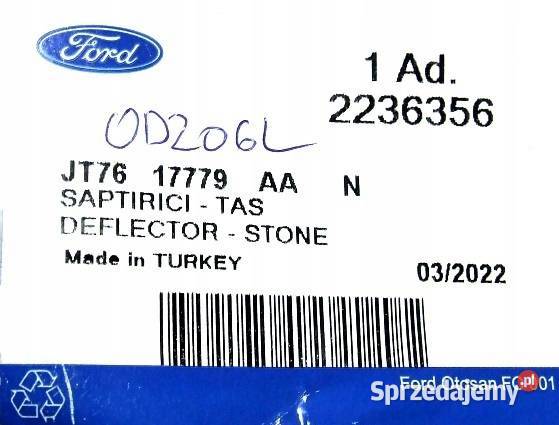 Ford
1 Ad.
2236356
OD206L
JT76 17779 AA N
SAPTIRICI - TAS
DEFLECTOR - STONE
Made in TURKEY
03/2022
Ford Otosan
Sprzedajemy.pl